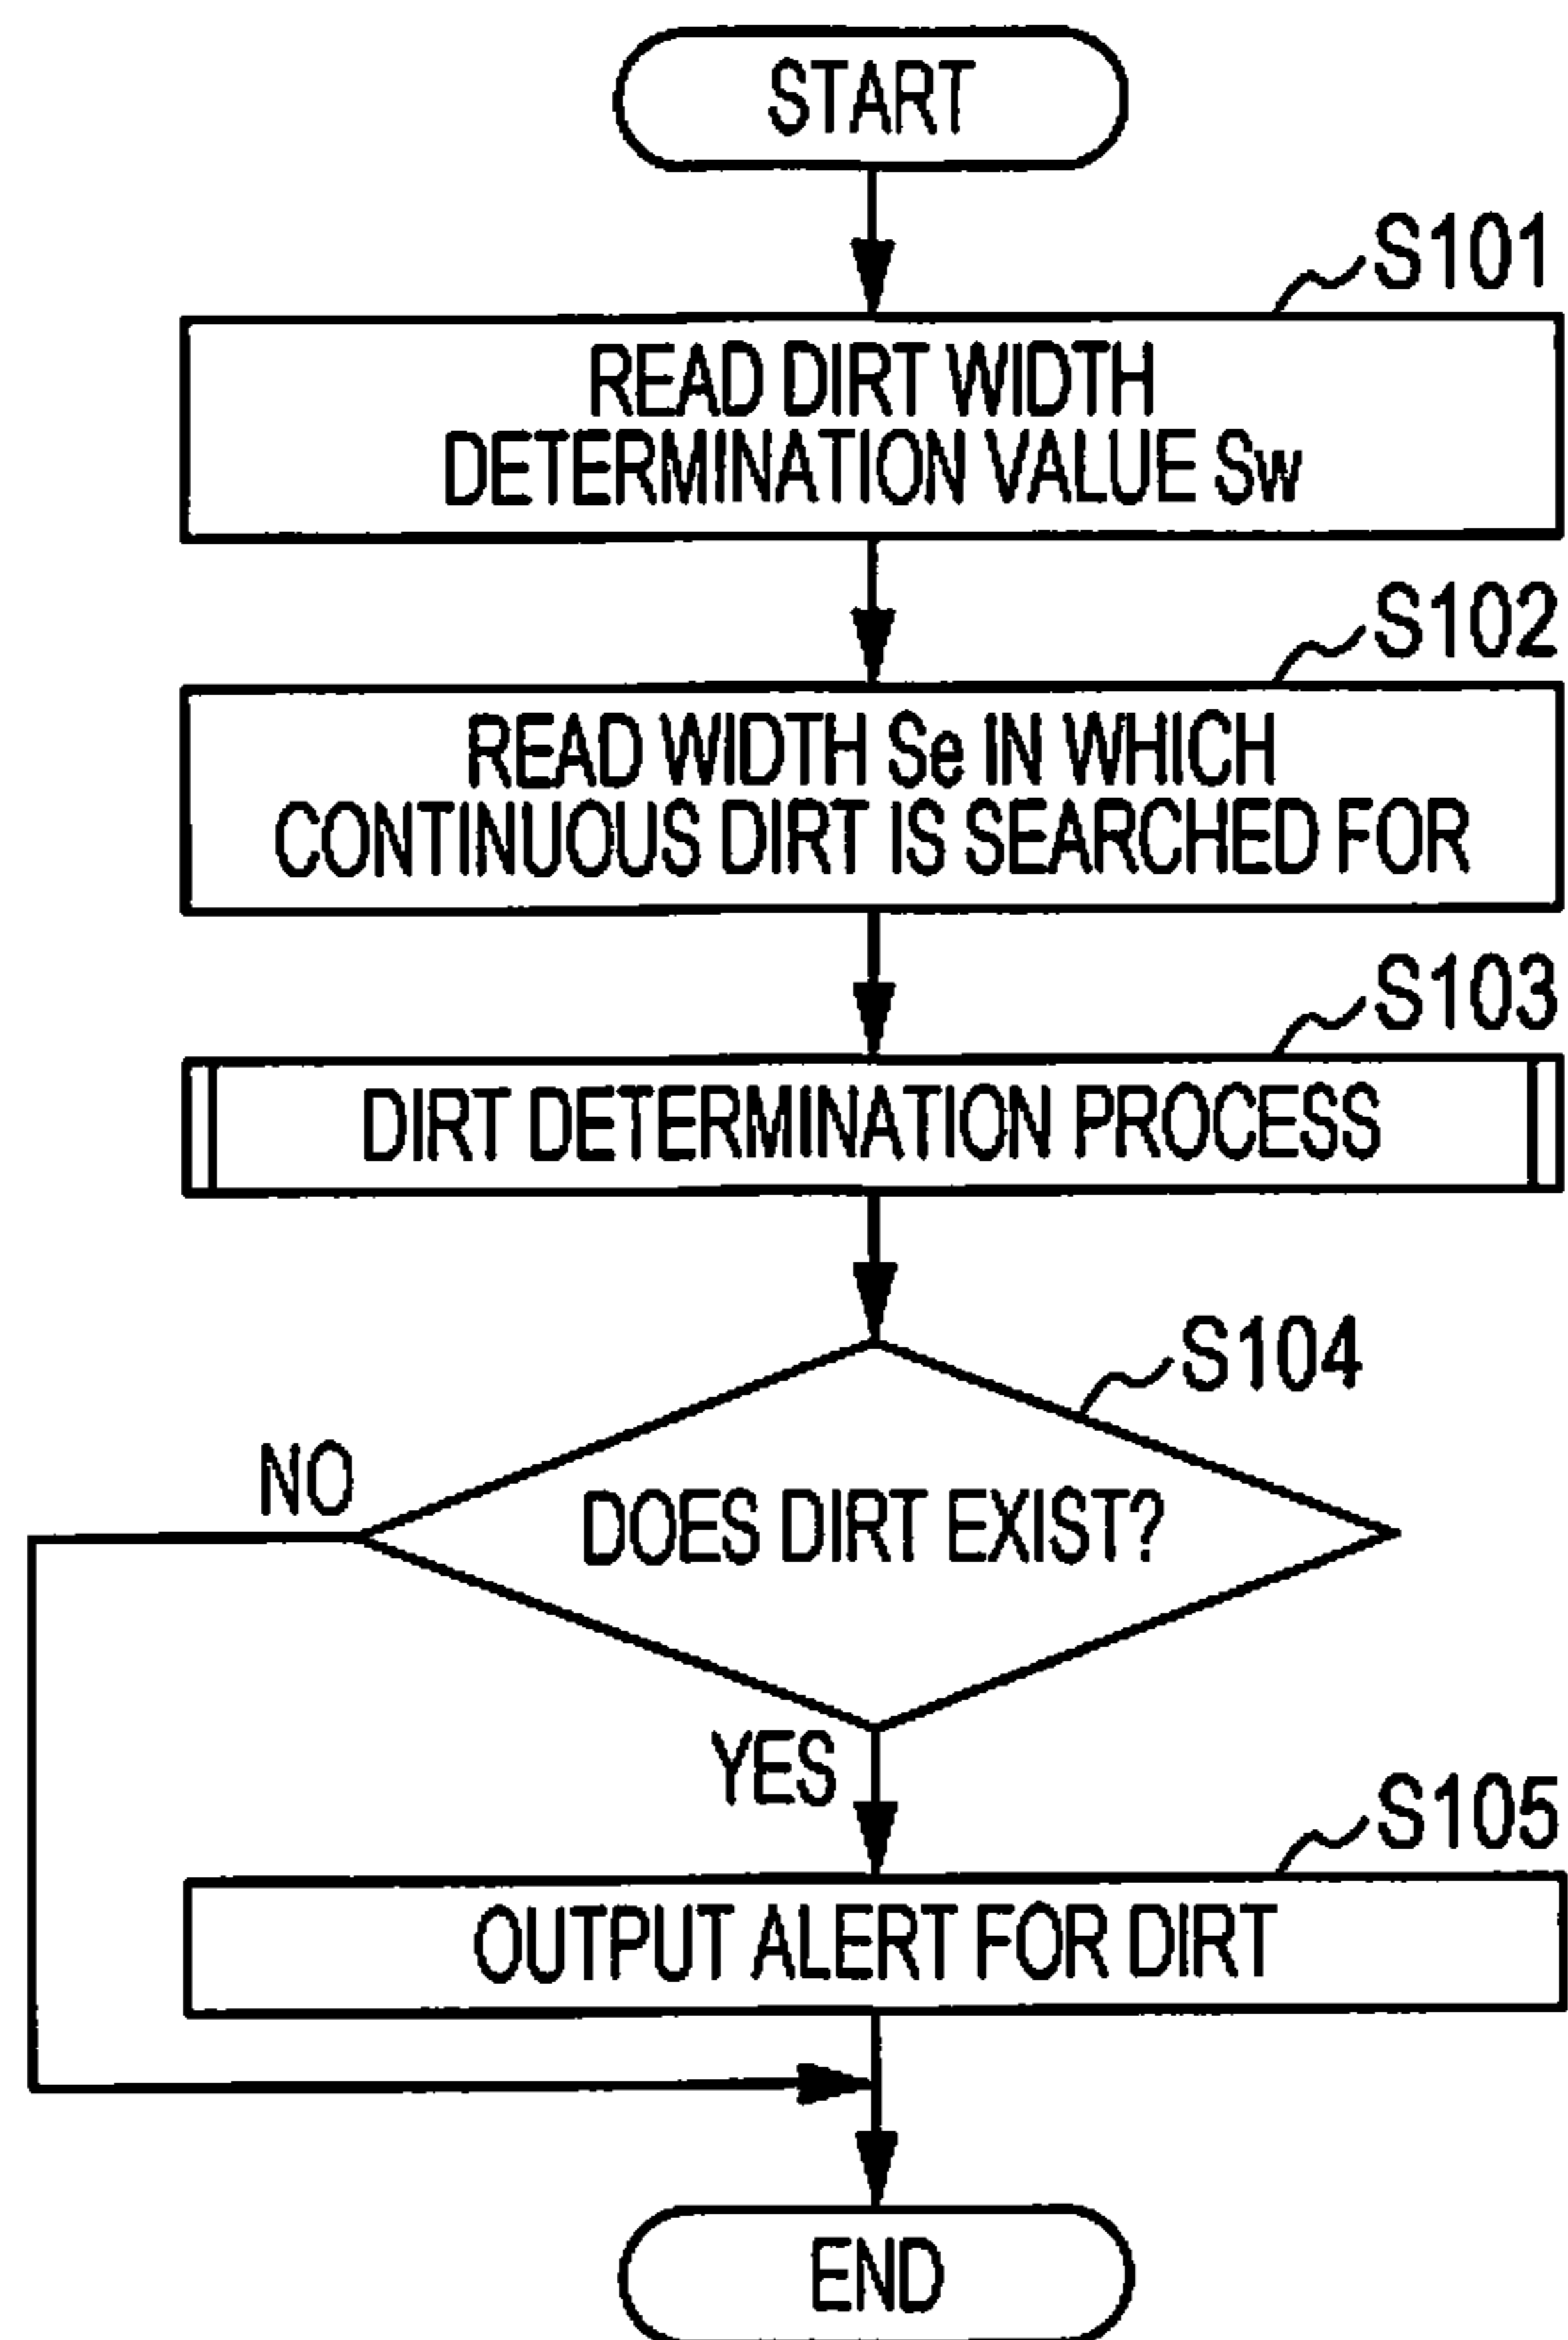 START
S101
READ DIRT WIDTH
DETERMINATION VALUE Sw
S102
READ WIDTH Se IN WHICH
CONTINUOUS DIRT IS SEARCHED FOR
S103
DIRT DETERMINATION PROCESS
S104
NO
DOES DIRT EXIST?
YES
S105
OUTPUT ALERT FOR DIRT
END